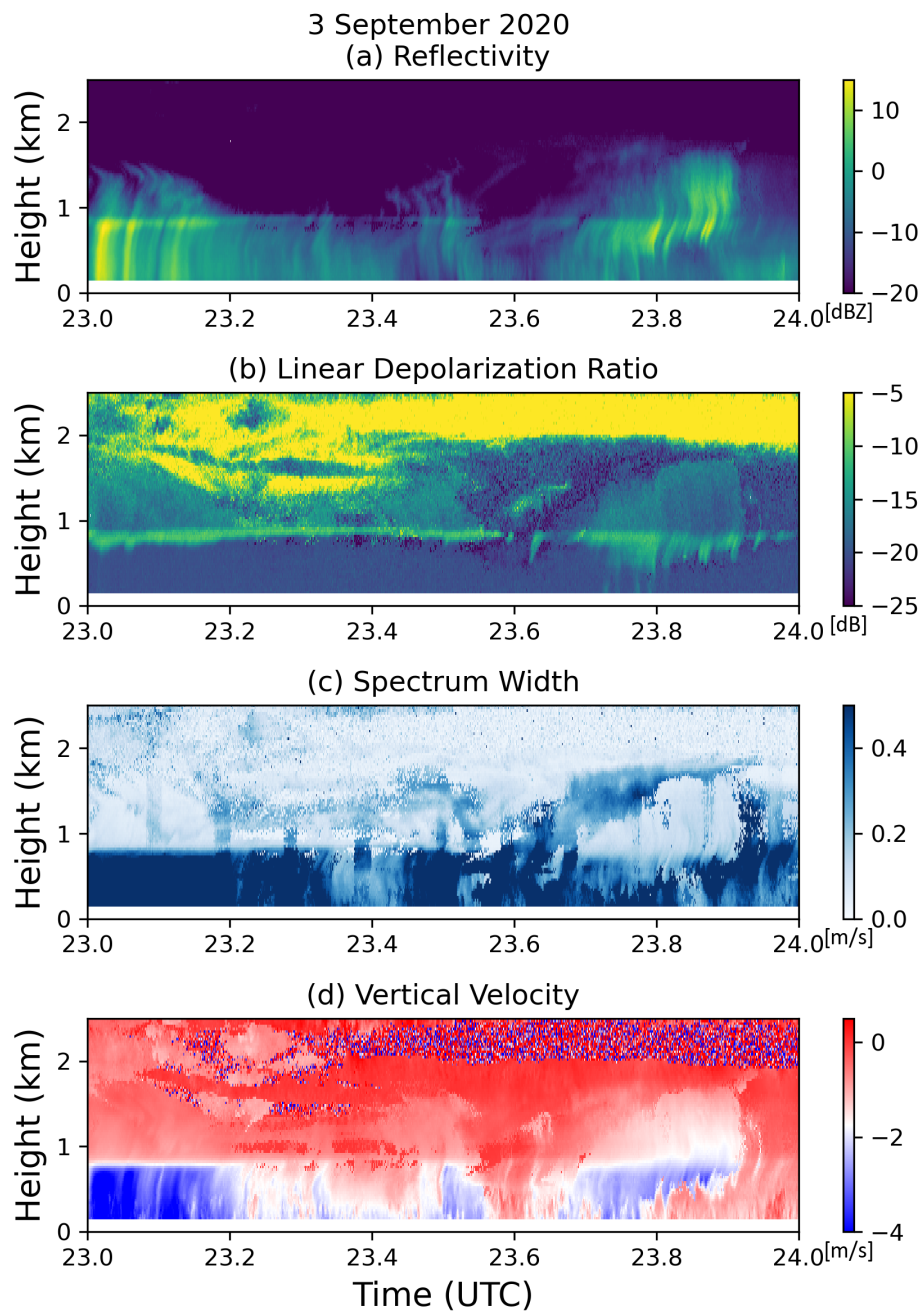 3 September 2020
(a) Reflectivity
Height (km)
2
1
0
23.0 23.2 23.4 23.6 23.8 24.0
10
0
−10
−20
[dBZ]
(b) Linear Depolarization Ratio
Height (km)
2
1
0
23.0 23.2 23.4 23.6 23.8 24.0
−5
−10
−15
−20
−25
[dB]
(c) Spectrum Width
Height (km)
2
1
0
23.0 23.2 23.4 23.6 23.8 24.0
0.4
0.2
0.0
[m/s]
(d) Vertical Velocity
Height (km)
2
1
0
23.0 23.2 23.4 23.6 23.8 24.0
0
−2
−4
[m/s]
Time (UTC)